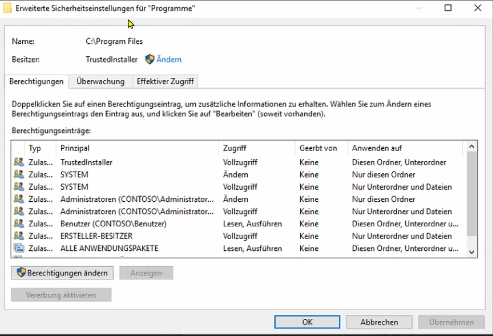 Erweiterte Sicherheitseinstellungen für "Programme"
Name: C:\Program Files
Besitzer: TrustedInstaller Ändern
Berechtigungen Überwachung Effektiver Zugriff
Doppelklicken Sie auf einen Berechtigungseintrag, um zusätzliche Informationen zu erhalten. Wählen Sie zum Ändern eines
Berechtigungseintrags den Eintrag aus, und klicken Sie auf "Bearbeiten" (soweit vorhanden).
Berechtigungseinträge:
Typ Prinzipal Zugriff Geerbt von Anwenden auf
Zulas... TrustedInstaller Vollzugriff Keine Diesen Ordner, Unterordner
Zulas... SYSTEM Ändern Keine Nur diesen Ordner
Zulas... SYSTEM Vollzugriff Keine Nur Unterordner und Dateien
Zulas... Administratoren (CONTOSO\Administrator... Ändern Keine Nur diesen Ordner
Zulas... Administratoren (CONTOSO\Administrator... Vollzugriff Keine Nur Unterordner und Dateien
Zulas... Benutzer (CONTOSO\Benutzer) Lesen, Ausführen Keine Diesen Ordner, Unterordner u...
Zulas... ERSTELLER-BESITZER Vollzugriff Keine Nur Unterordner und Dateien
Zulas... ALLE ANWENDUNGSPAKETE Lesen, Ausführen Keine Diesen Ordner, Unterordner u...
Berechtigungen ändern Anzeigen
Vererbung aktivieren
OK Abbrechen Übernehmen